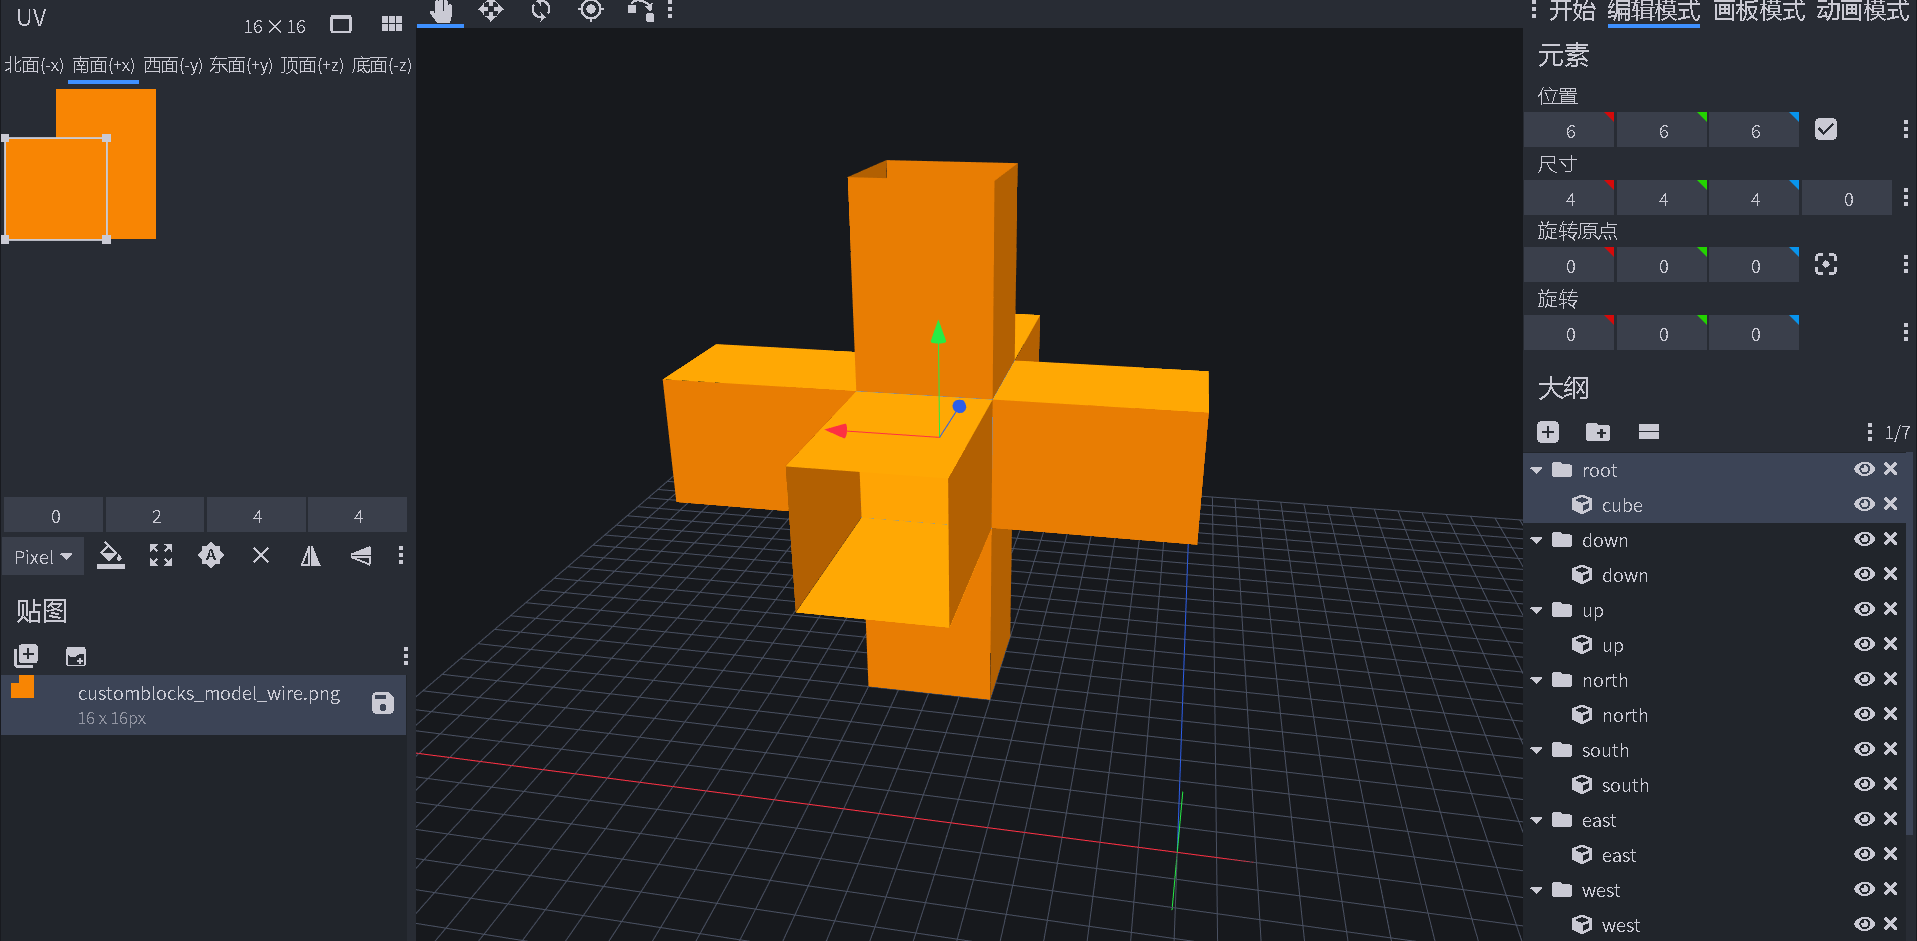 UV
16 × 16
北面(-x) 南面(+x) 西面(-y) 东面(+y) 顶面(+z) 底面(-z)
0 2 4 4
Pixel
贴图
customblocks_model_wire.png
16 x 16px
开始 编辑模式 画板模式 动画模式
元素
位置
6 6 6
尺寸
4 4 4 0
旋转原点
0 0 0
旋转
0 0 0
大纲
1/7
root
cube
down
down
up
up
north
north
south
south
east
east
west
west